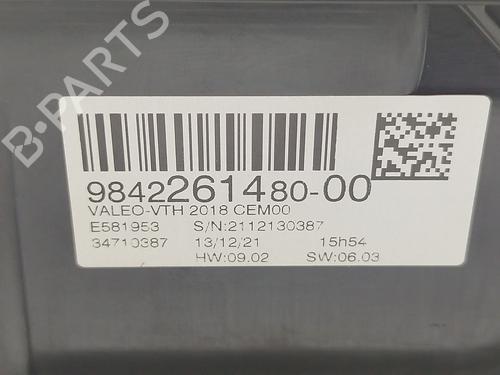 B-PARTS
9842261480-00
VALEO-VTH 2018 CEM00
E581953 S/N:2112130387
34710387 13/12/21 15h54
HW:09.02 SW:06.03